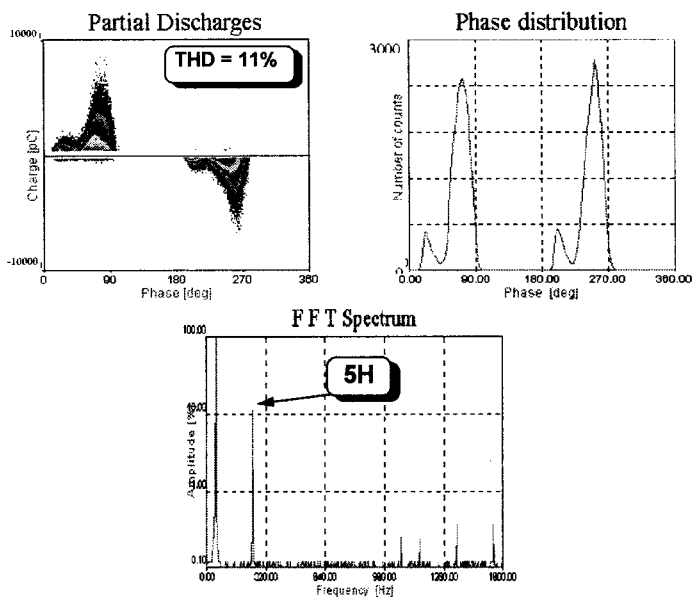 Partial Discharges
10000
THD = 11%
Charge [pC]
-10000
0
90
180
270
360
Phase [deg]
Phase distribution
3000
Number of counts
0
0.00
90.00
180.00
270.00
360.00
Phase [deg]
F F T Spectrum
100.00
5H
Amplitude [%]
0.10
0.00
1800.00
Frequency [Hz]